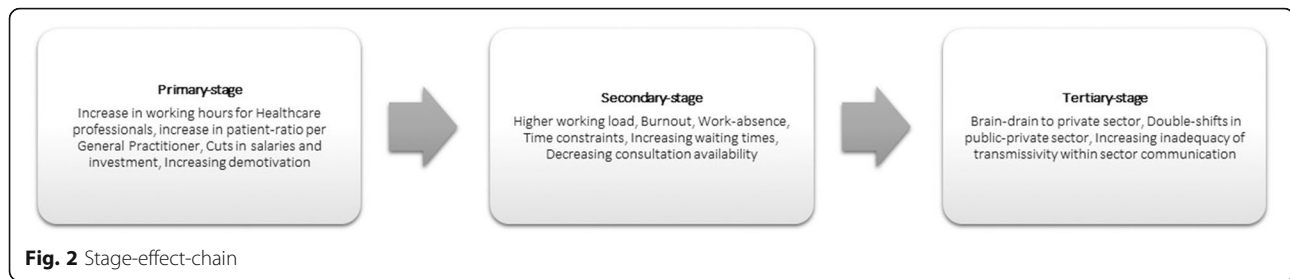 Primary-stage
Increase in working hours for Healthcare
professionals, increase in patient-ratio per
General Practitioner, Cuts in salaries and
investment, Increasing demotivation
Secondary-stage
Higher working load, Burnout, Work-absence,
Time constraints, Increasing waiting times,
Decreasing consultation availability
Tertiary-stage
Brain-drain to private sector, Double-shifts in
public-private sector, Increasing inadequacy of
transmissivity within sector communication
Fig. 2 Stage-effect-chain